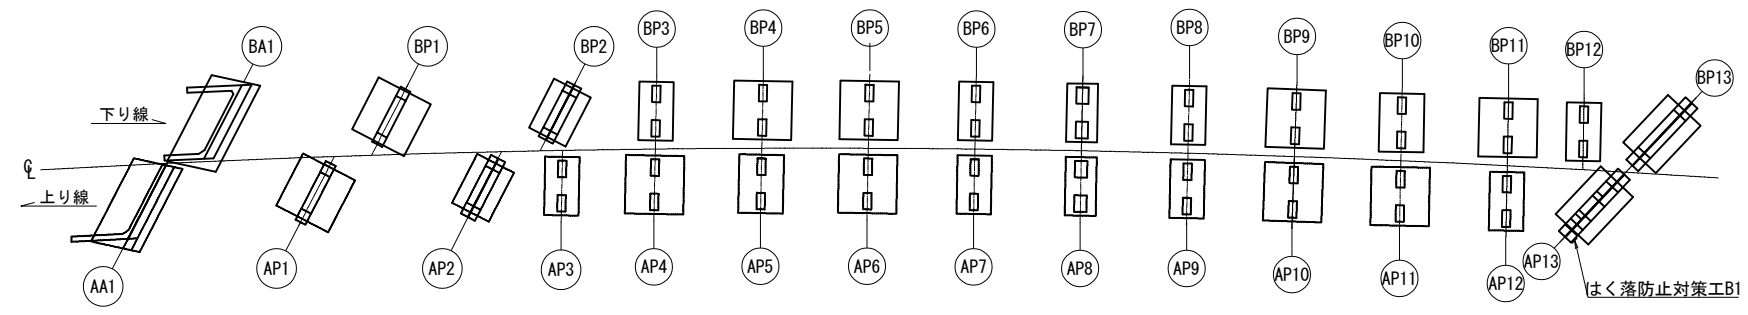 BA1
BP1
BP2
BP3
BP4
BP5
BP6
BP7
BP8
BP9
BP10
BP11
BP12
BP13
下り線
℄
上り線
AA1
AP1
AP2
AP3
AP4
AP5
AP6
AP7
AP8
AP9
AP10
AP11
AP12
AP13
はく落防止対策工B1